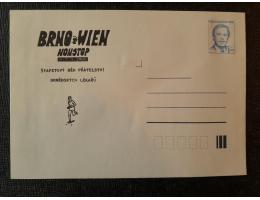 BRNO-WIEN
NONSTOP
ŠTAFETOVÝ BĚH PŘÁTELSTVÍ
BRNĚNSKÝCH LÉKAŘŮ